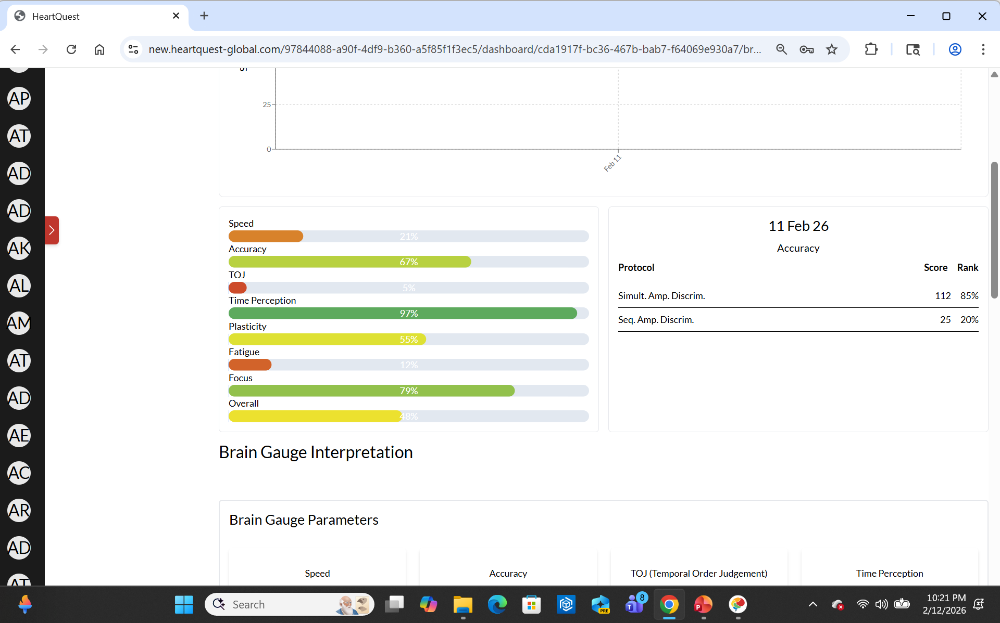 HeartQuest
new.heartquest-global.com/97844088-a90f-4df9-b360-a5f85f1f3ec5/dashboard/cda1917f-bc36-467b-bab7-f64069e930a7/br...
AP
AT
AD
AD
AK
AL
AM
AT
AD
AE
AC
AR
AD
AT
25
0
Feb 11
Speed
21%
Accuracy
67%
TOJ
5%
Time Perception
97%
Plasticity
55%
Fatigue
12%
Focus
79%
Overall
48%
11 Feb 26
Accuracy
Protocol Score Rank
Simult. Amp. Discrim. 112 85%
Seq. Amp. Discrim. 25 20%
Brain Gauge Interpretation
Brain Gauge Parameters
Speed
Accuracy
TOJ (Temporal Order Judgement)
Time Perception
Search
PRE
T
8
P
10:21 PM
2/12/2026